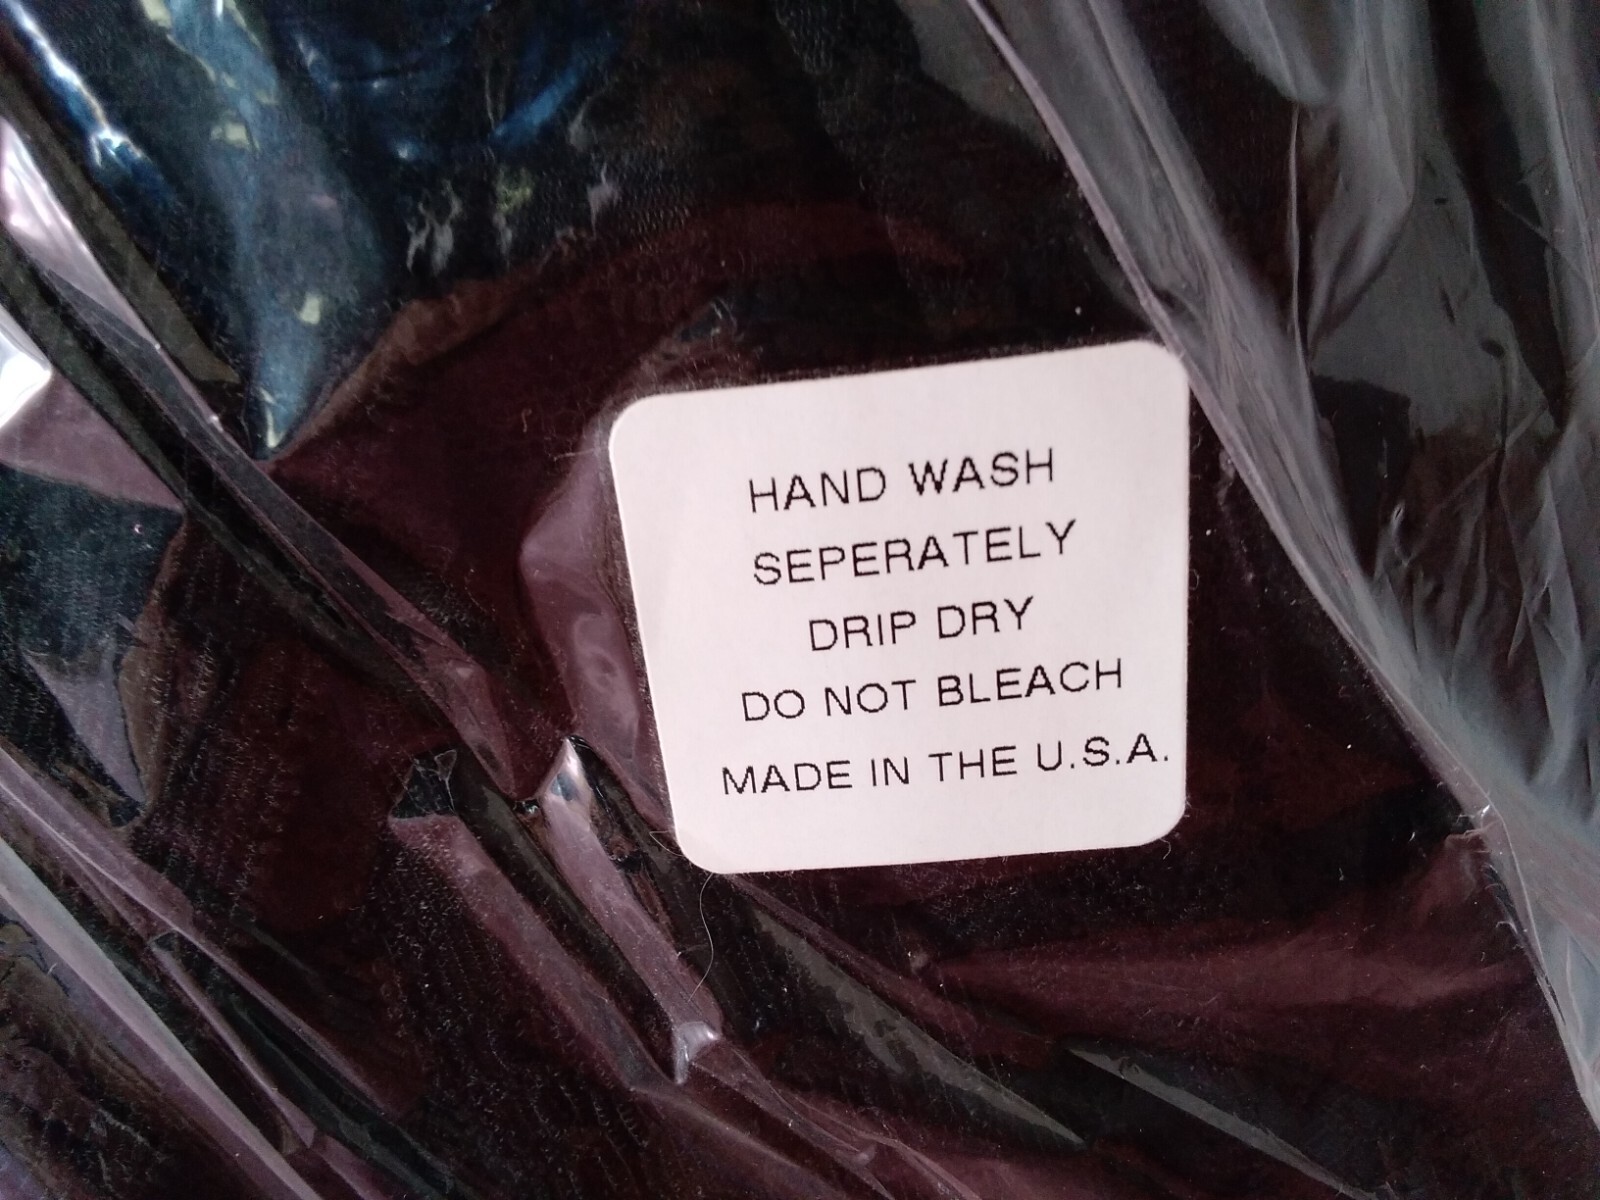 HAND WASH
SEPERATELY
DRIP DRY
DO NOT BLEACH
MADE IN THE U.S.A.